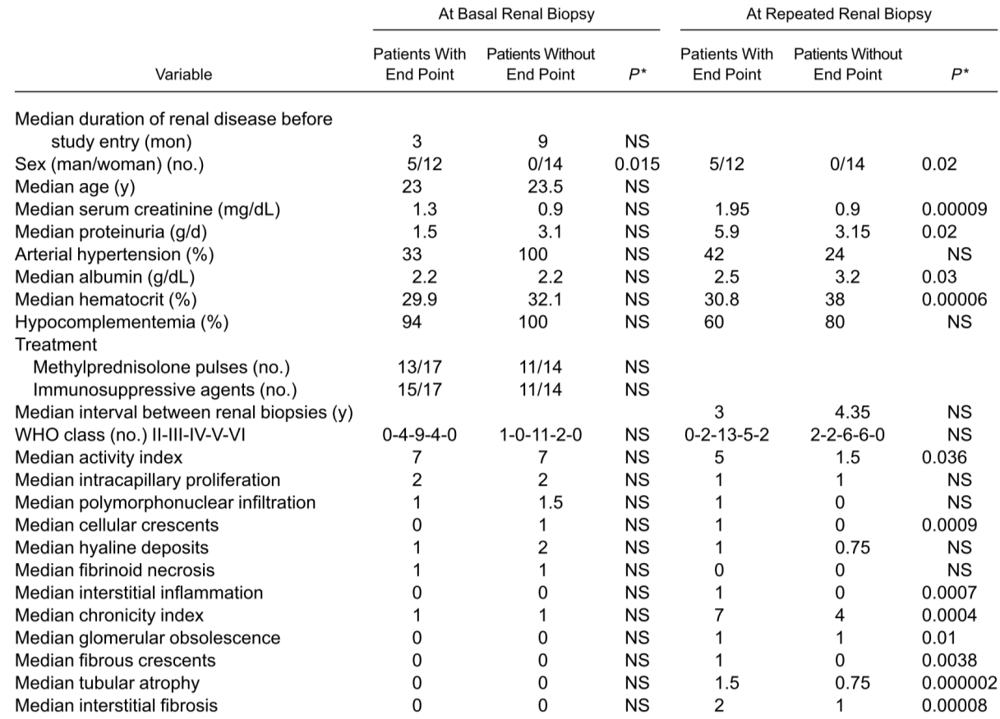 At Basal Renal Biopsy At Repeated Renal Biopsy
Patients With Patients Without Patients With Patients Without
Variable End Point End Point P* End Point End Point P*
Median duration of renal disease before
study entry (mon) 3 9 NS
Sex (man/woman) (no.) 5/12 0/14 0.015 5/12 0/14 0.02
Median age (y) 23 23.5 NS
Median serum creatinine (mg/dL) 1.3 0.9 NS 1.95 0.9 0.00009
Median proteinuria (g/d) 1.5 3.1 NS 5.9 3.15 0.02
Arterial hypertension (%) 33 100 NS 42 24 NS
Median albumin (g/dL) 2.2 2.2 NS 2.5 3.2 0.03
Median hematocrit (%) 29.9 32.1 NS 30.8 38 0.00006
Hypocomplementemia (%) 94 100 NS 60 80 NS
Treatment
Methylprednisolone pulses (no.) 13/17 11/14 NS
Immunosuppressive agents (no.) 15/17 11/14 NS
Median interval between renal biopsies (y) 3 4.35 NS
WHO class (no.) II-III-IV-V-VI 0-4-9-4-0 1-0-11-2-0 NS 0-2-13-5-2 2-2-6-6-0 NS
Median activity index 7 7 NS 5 1.5 0.036
Median intracapillary proliferation 2 2 NS 1 1 NS
Median polymorphonuclear infiltration 1 1.5 NS 1 0 NS
Median cellular crescents 0 1 NS 1 0 0.0009
Median hyaline deposits 1 2 NS 1 0.75 NS
Median fibrinoid necrosis 1 1 NS 0 0 NS
Median interstitial inflammation 0 0 NS 1 0 0.0007
Median chronicity index 1 1 NS 7 4 0.0004
Median glomerular obsolescence 0 0 NS 1 1 0.01
Median fibrous crescents 0 0 NS 1 0 0.0038
Median tubular atrophy 0 0 NS 1.5 0.75 0.000002
Median interstitial fibrosis 0 0 NS 2 1 0.00008